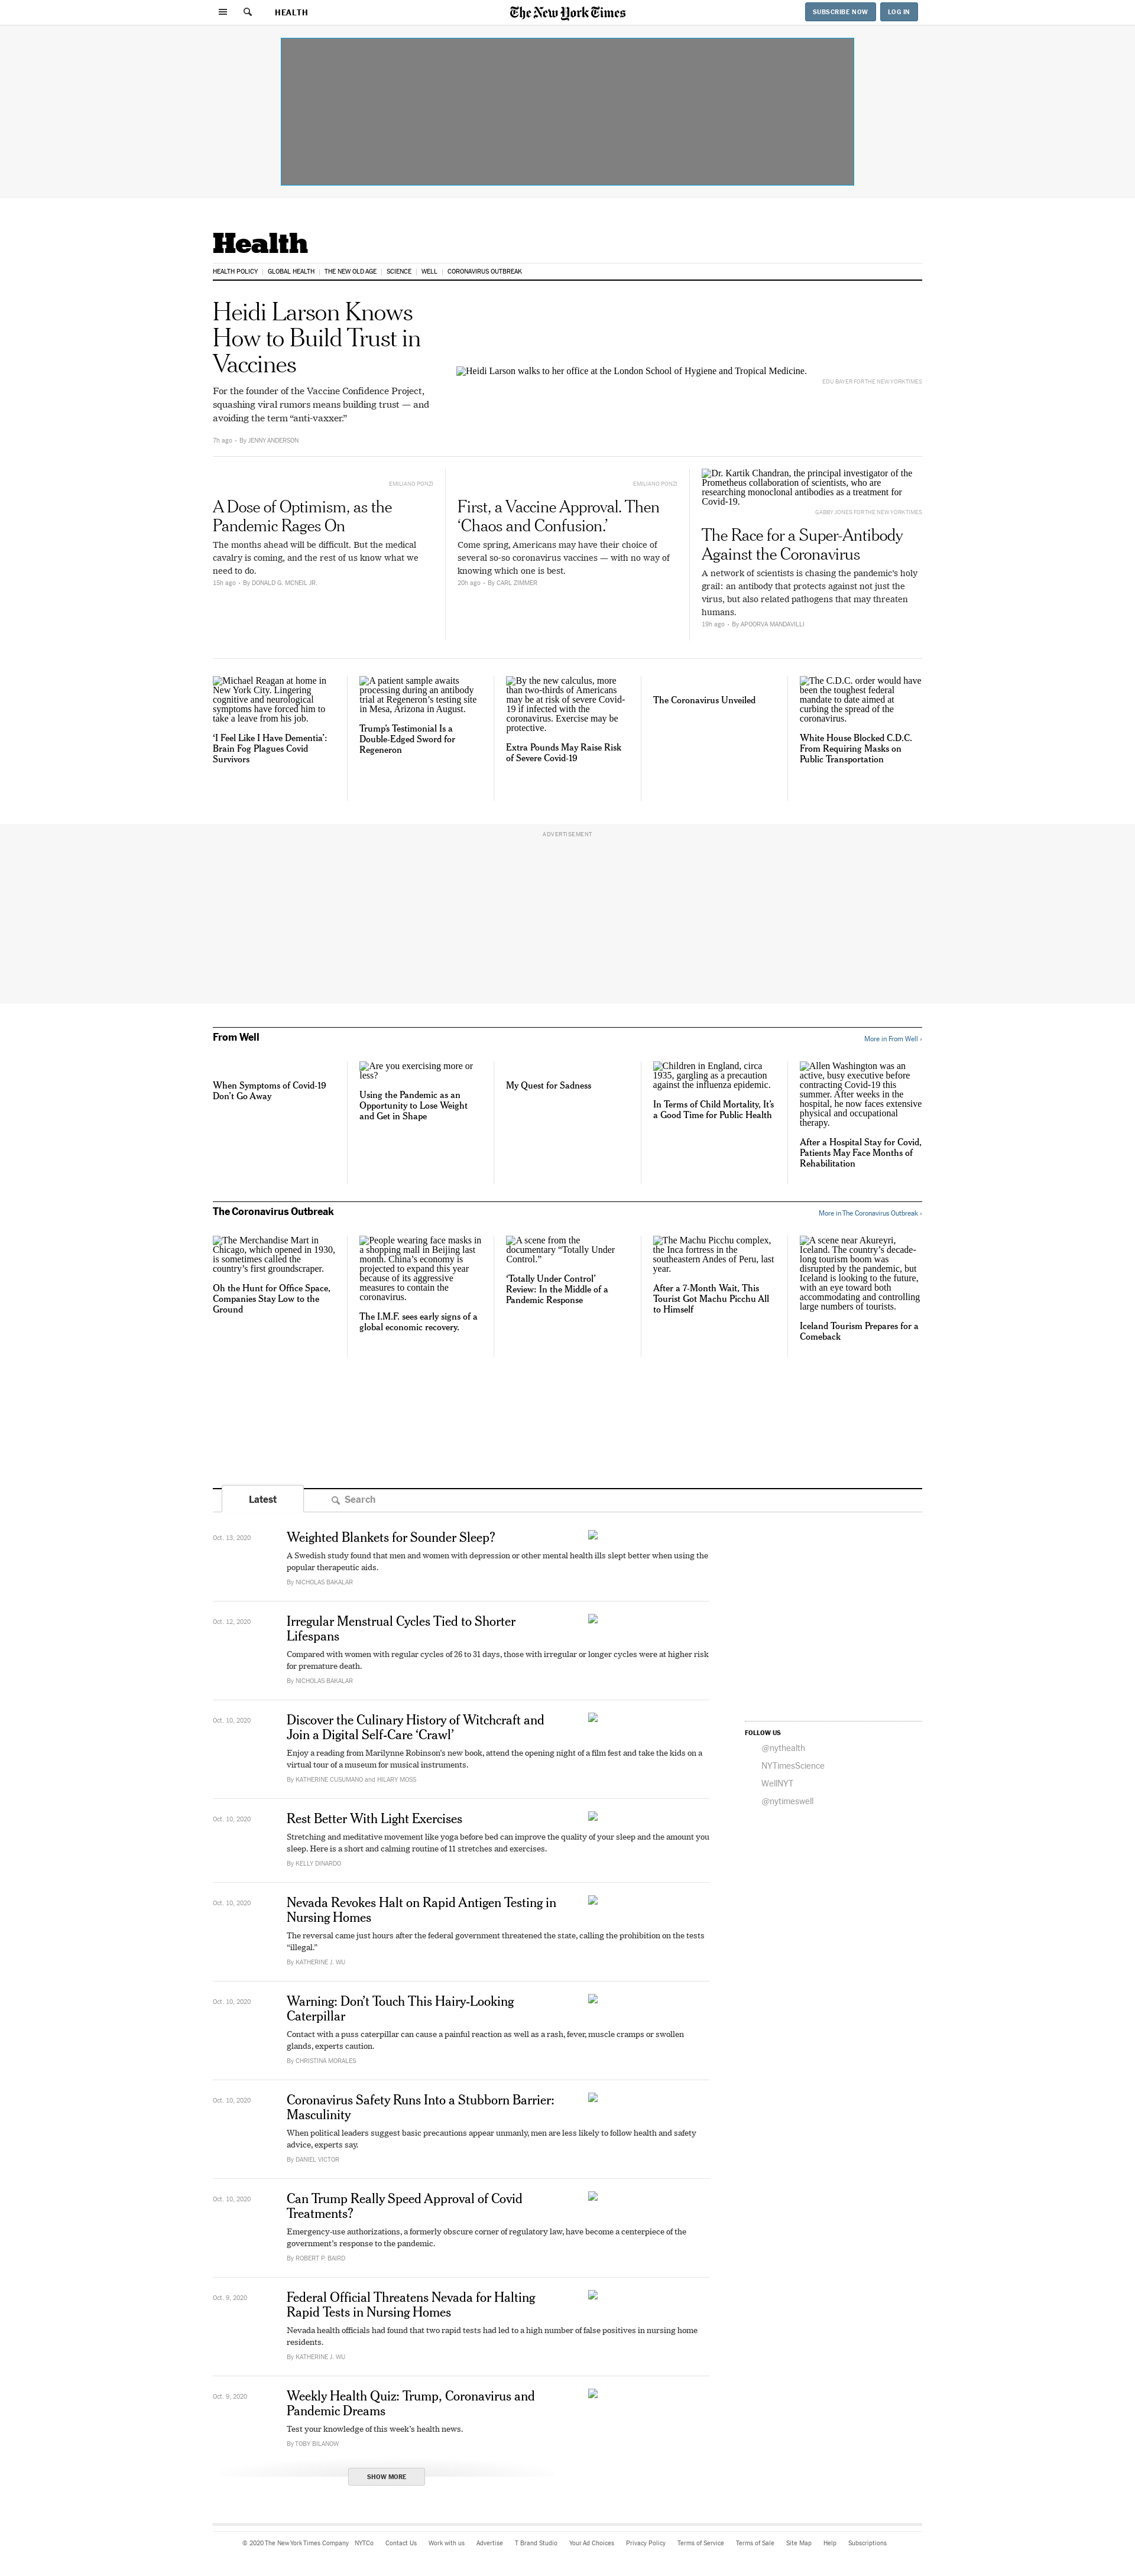 HEALTH
The New York Times
SUBSCRIBE NOW
LOG IN
Health
HEALTH POLICY
GLOBAL HEALTH
THE NEW OLD AGE
SCIENCE
WELL
CORONAVIRUS OUTBREAK
Heidi Larson Knows
How to Build Trust in
Vaccines
For the founder of the Vaccine Confidence Project,
squashing viral rumors means building trust — and
avoiding the term “anti-vaxxer.”
7h ago • By JENNY ANDERSON
Heidi Larson walks to her office at the London School of Hygiene and Tropical Medicine.
EDU BAYER FOR THE NEW YORK TIMES
EMILIANO PONZI
A Dose of Optimism, as the
Pandemic Rages On
The months ahead will be difficult. But the medical
cavalry is coming, and the rest of us know what we
need to do.
15h ago • By DONALD G. MCNEIL JR.
EMILIANO PONZI
First, a Vaccine Approval. Then
‘Chaos and Confusion.’
Come spring, Americans may have their choice of
several so-so coronavirus vaccines — with no way of
knowing which one is best.
20h ago • By CARL ZIMMER
Dr. Kartik Chandran, the principal investigator of the
Prometheus collaboration of scientists, who are
researching monoclonal antibodies as a treatment for
Covid-19.
GABBY JONES FOR THE NEW YORK TIMES
The Race for a Super-Antibody
Against the Coronavirus
A network of scientists is chasing the pandemic’s holy
grail: an antibody that protects against not just the
virus, but also related pathogens that may threaten
humans.
19h ago • By APOORVA MANDAVILLI
Michael Reagan at home in
New York City. Lingering
cognitive and neurological
symptoms have forced him to
take a leave from his job.
‘I Feel Like I Have Dementia’:
Brain Fog Plagues Covid
Survivors
A patient sample awaits
processing during an antibody
trial at Regeneron’s testing site
in Mesa, Arizona in August.
Trump’s Testimonial Is a
Double-Edged Sword for
Regeneron
By the new calculus, more
than two-thirds of Americans
may be at risk of severe Covid-
19 if infected with the
coronavirus. Exercise may be
protective.
Extra Pounds May Raise Risk
of Severe Covid-19
The Coronavirus Unveiled
The C.D.C. order would have
been the toughest federal
mandate to date aimed at
curbing the spread of the
coronavirus.
White House Blocked C.D.C.
From Requiring Masks on
Public Transportation
ADVERTISEMENT
From Well
More in From Well ›
When Symptoms of Covid-19
Don’t Go Away
Are you exercising more or
less?
Using the Pandemic as an
Opportunity to Lose Weight
and Get in Shape
My Quest for Sadness
Children in England, circa
1935, gargling as a precaution
against the influenza epidemic.
In Terms of Child Mortality, It’s
a Good Time for Public Health
Allen Washington was an
active, busy executive before
contracting Covid-19 this
summer. After weeks in the
hospital, he now faces extensive
physical and occupational
therapy.
After a Hospital Stay for Covid,
Patients May Face Months of
Rehabilitation
The Coronavirus Outbreak
More in The Coronavirus Outbreak ›
The Merchandise Mart in
Chicago, which opened in 1930,
is sometimes called the
country’s first groundscraper.
Oh the Hunt for Office Space,
Companies Stay Low to the
Ground
People wearing face masks in
a shopping mall in Beijing last
month. China’s economy is
projected to expand this year
because of its aggressive
measures to contain the
coronavirus.
The I.M.F. sees early signs of a
global economic recovery.
A scene from the
documentary “Totally Under
Control.”
‘Totally Under Control’
Review: In the Middle of a
Pandemic Response
The Machu Picchu complex,
the Inca fortress in the
southeastern Andes of Peru, last
year.
After a 7-Month Wait, This
Tourist Got Machu Picchu All
to Himself
A scene near Akureyri,
Iceland. The country’s decade-
long tourism boom was
disrupted by the pandemic, but
Iceland is looking to the future,
with an eye toward both
accommodating and controlling
large numbers of tourists.
Iceland Tourism Prepares for a
Comeback
Latest
Search
Oct. 13, 2020
Weighted Blankets for Sounder Sleep?
A Swedish study found that men and women with depression or other mental health ills slept better when using the
popular therapeutic aids.
By NICHOLAS BAKALAR
Oct. 12, 2020
Irregular Menstrual Cycles Tied to Shorter
Lifespans
Compared with women with regular cycles of 26 to 31 days, those with irregular or longer cycles were at higher risk
for premature death.
By NICHOLAS BAKALAR
Oct. 10, 2020
Discover the Culinary History of Witchcraft and
Join a Digital Self-Care ‘Crawl’
Enjoy a reading from Marilynne Robinson’s new book, attend the opening night of a film fest and take the kids on a
virtual tour of a museum for musical instruments.
By KATHERINE CUSUMANO and HILARY MOSS
Oct. 10, 2020
Rest Better With Light Exercises
Stretching and meditative movement like yoga before bed can improve the quality of your sleep and the amount you
sleep. Here is a short and calming routine of 11 stretches and exercises.
By KELLY DINARDO
Oct. 10, 2020
Nevada Revokes Halt on Rapid Antigen Testing in
Nursing Homes
The reversal came just hours after the federal government threatened the state, calling the prohibition on the tests
“illegal.”
By KATHERINE J. WU
Oct. 10, 2020
Warning: Don’t Touch This Hairy-Looking
Caterpillar
Contact with a puss caterpillar can cause a painful reaction as well as a rash, fever, muscle cramps or swollen
glands, experts caution.
By CHRISTINA MORALES
Oct. 10, 2020
Coronavirus Safety Runs Into a Stubborn Barrier:
Masculinity
When political leaders suggest basic precautions appear unmanly, men are less likely to follow health and safety
advice, experts say.
By DANIEL VICTOR
Oct. 10, 2020
Can Trump Really Speed Approval of Covid
Treatments?
Emergency-use authorizations, a formerly obscure corner of regulatory law, have become a centerpiece of the
government’s response to the pandemic.
By ROBERT P. BAIRD
Oct. 9, 2020
Federal Official Threatens Nevada for Halting
Rapid Tests in Nursing Homes
Nevada health officials had found that two rapid tests had led to a high number of false positives in nursing home
residents.
By KATHERINE J. WU
Oct. 9, 2020
Weekly Health Quiz: Trump, Coronavirus and
Pandemic Dreams
Test your knowledge of this week’s health news.
By TOBY BILANOW
SHOW MORE
FOLLOW US
@nythealth
NYTimesScience
WellNYT
@nytimeswell
© 2020 The New York Times Company NYTCo Contact Us Work with us Advertise T Brand Studio Your Ad Choices Privacy Policy Terms of Service Terms of Sale Site Map Help Subscriptions